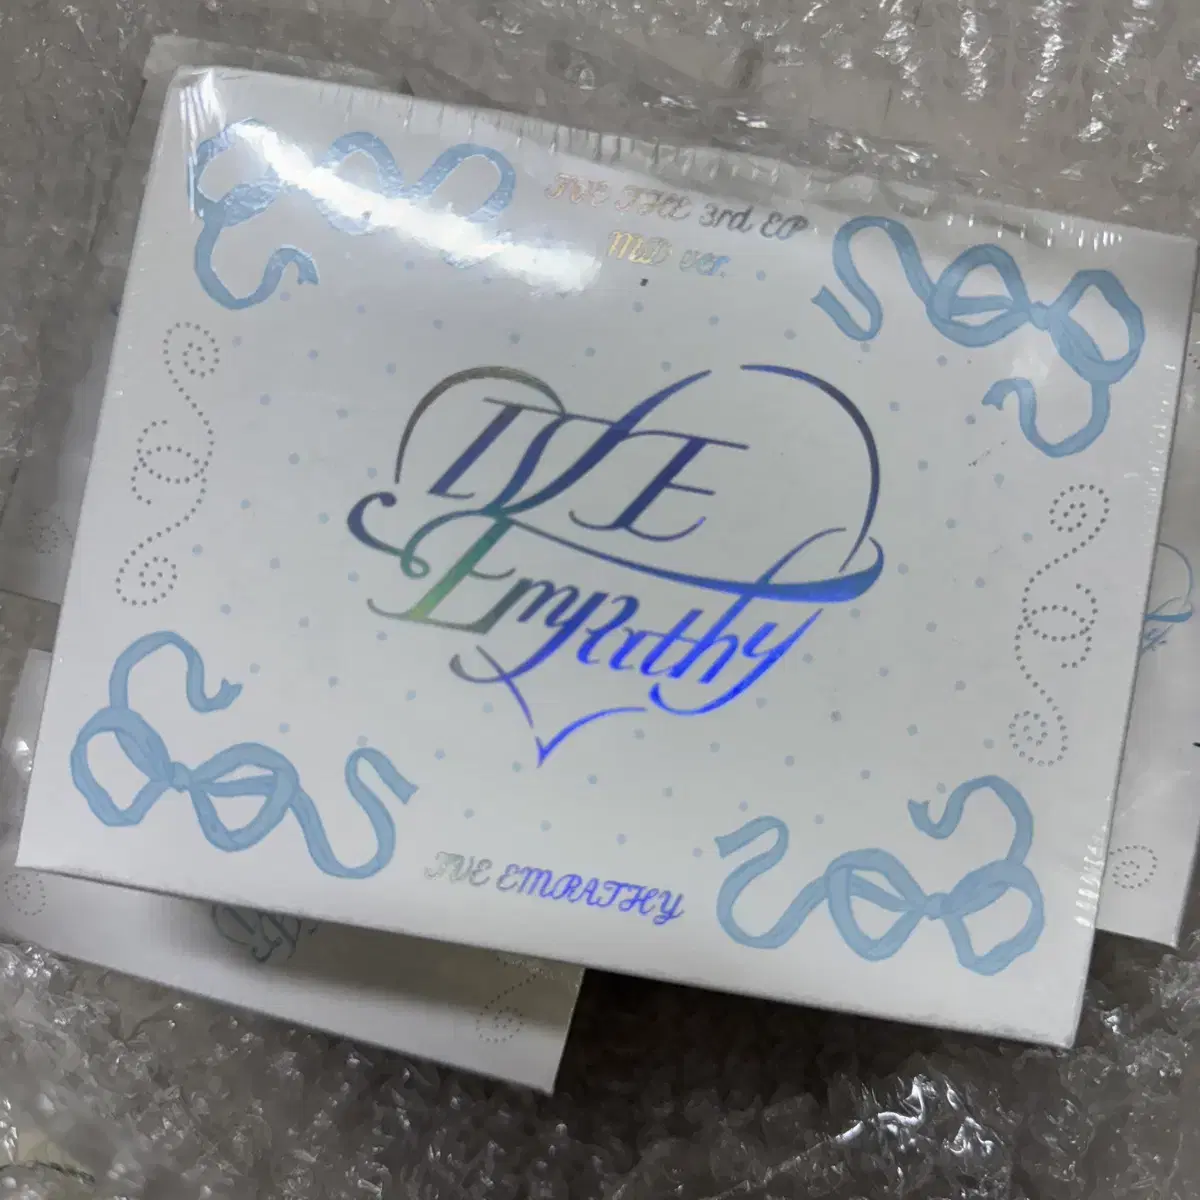 IVE THE 3rd EP
MD ver.
IVE
Empathy
IVE EMPATHY